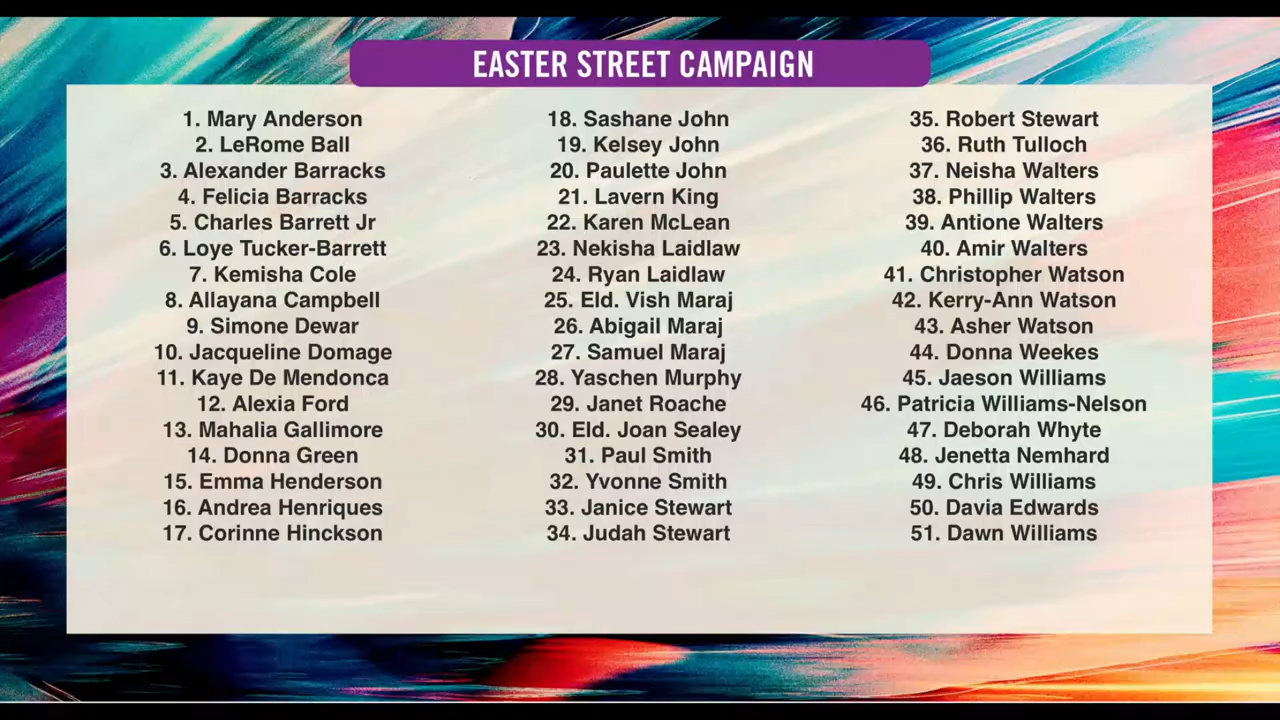 EASTER STREET CAMPAIGN
1. Mary Anderson
2. LeRome Ball
3. Alexander Barracks
4. Felicia Barracks
5. Charles Barrett Jr
6. Loye Tucker-Barrett
7. Kemisha Cole
8. Allayana Campbell
9. Simone Dewar
10. Jacqueline Domage
11. Kaye De Mendonca
12. Alexia Ford
13. Mahalia Gallimore
14. Donna Green
15. Emma Henderson
16. Andrea Henriques
17. Corinne Hinckson
18. Sashane John
19. Kelsey John
20. Paulette John
21. Lavern King
22. Karen McLean
23. Nekisha Laidlaw
24. Ryan Laidlaw
25. Eld. Vish Maraj
26. Abigail Maraj
27. Samuel Maraj
28. Yaschen Murphy
29. Janet Roache
30. Eld. Joan Sealey
31. Paul Smith
32. Yvonne Smith
33. Janice Stewart
34. Judah Stewart
35. Robert Stewart
36. Ruth Tulloch
37. Neisha Walters
38. Phillip Walters
39. Antione Walters
40. Amir Walters
41. Christopher Watson
42. Kerry-Ann Watson
43. Asher Watson
44. Donna Weekes
45. Jaeson Williams
46. Patricia Williams-Nelson
47. Deborah Whyte
48. Jenetta Nemhard
49. Chris Williams
50. Davia Edwards
51. Dawn Williams